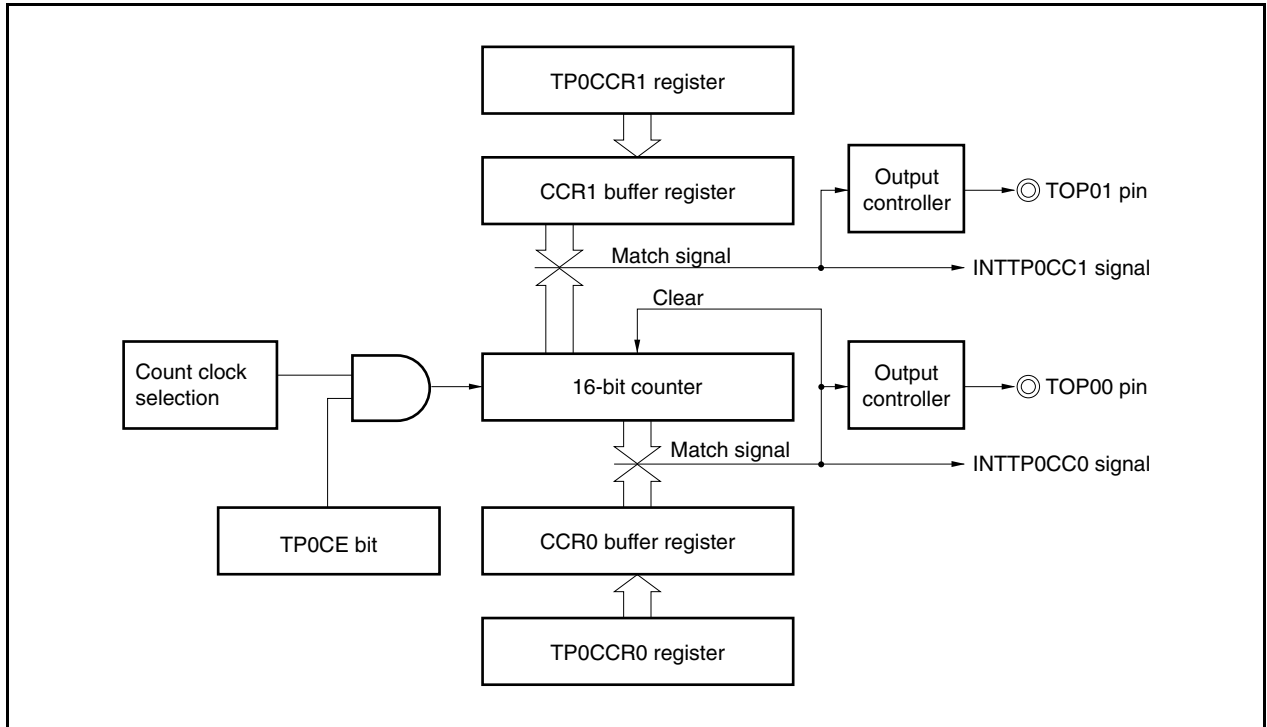 TP0CCR1 register
CCR1 buffer register
Output
controller
TOP01 pin
Match signal
INTTP0CC1 signal
Clear
Count clock
selection
16-bit counter
Output
controller
TOP00 pin
Match signal
INTTP0CC0 signal
TP0CE bit
CCR0 buffer register
TP0CCR0 register